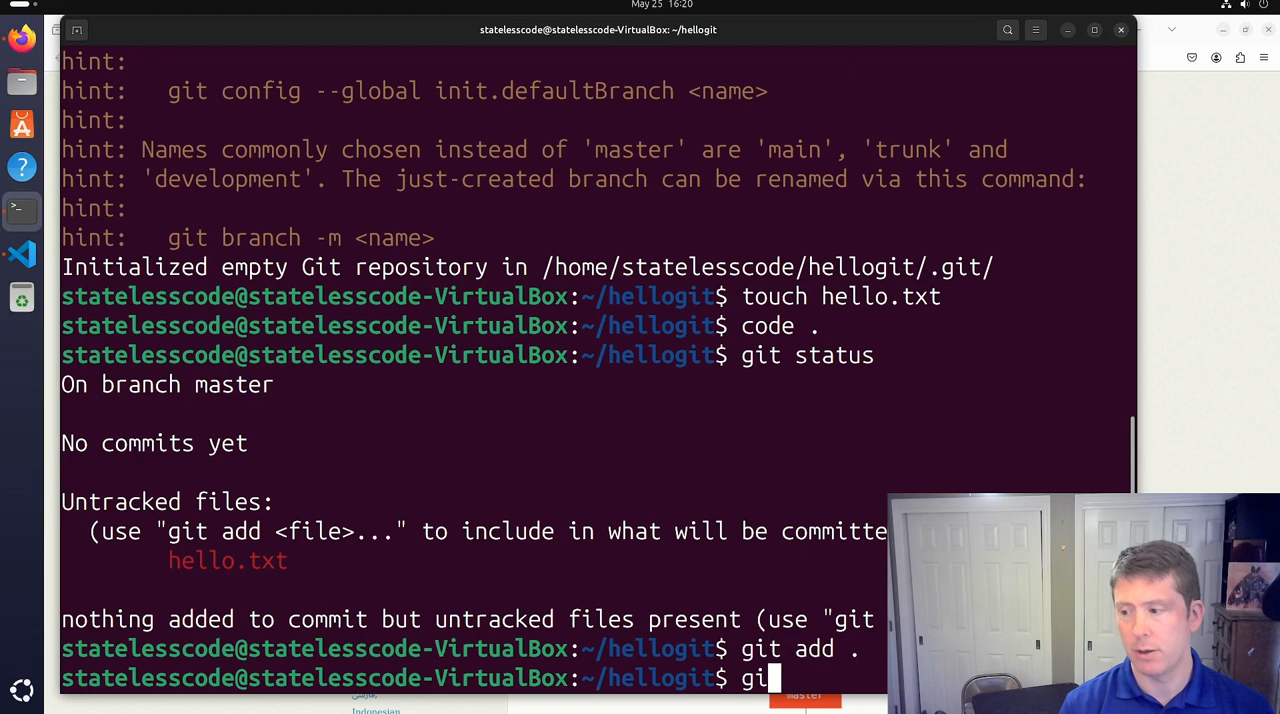 May 25 16:20
statelesscode@statelesscode-VirtualBox: ~/hellogit
hint:
hint:   git config --global init.defaultBranch <name>
hint:
hint: Names commonly chosen instead of 'master' are 'main', 'trunk' and
hint: 'development'. The just-created branch can be renamed via this command:
hint:
hint:   git branch -m <name>
Initialized empty Git repository in /home/statelesscode/hellogit/.git/
statelesscode@statelesscode-VirtualBox:~/hellogit$ touch hello.txt
statelesscode@statelesscode-VirtualBox:~/hellogit$ code .
statelesscode@statelesscode-VirtualBox:~/hellogit$ git status
On branch master
No commits yet
Untracked files:
  (use "git add <file>..." to include in what will be committe
        hello.txt
nothing added to commit but untracked files present (use "git
statelesscode@statelesscode-VirtualBox:~/hellogit$ git add .
statelesscode@statelesscode-VirtualBox:~/hellogit$ gi
master
Indonesian